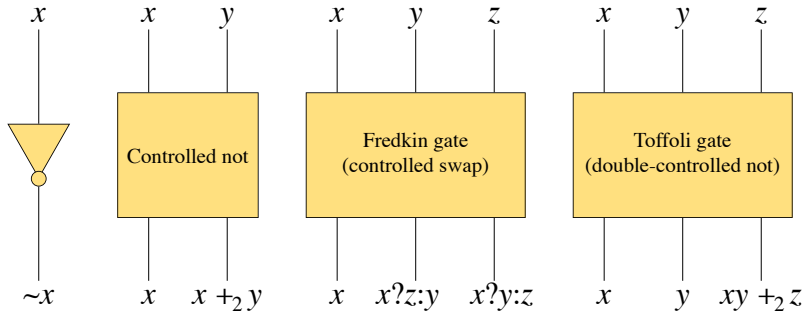 x x y x y z x y z
Controlled not
Fredkin gate
(controlled swap)
Toffoli gate
(double-controlled not)
~x x x +₂ y x x?z:y x?y:z x y xy +₂ z